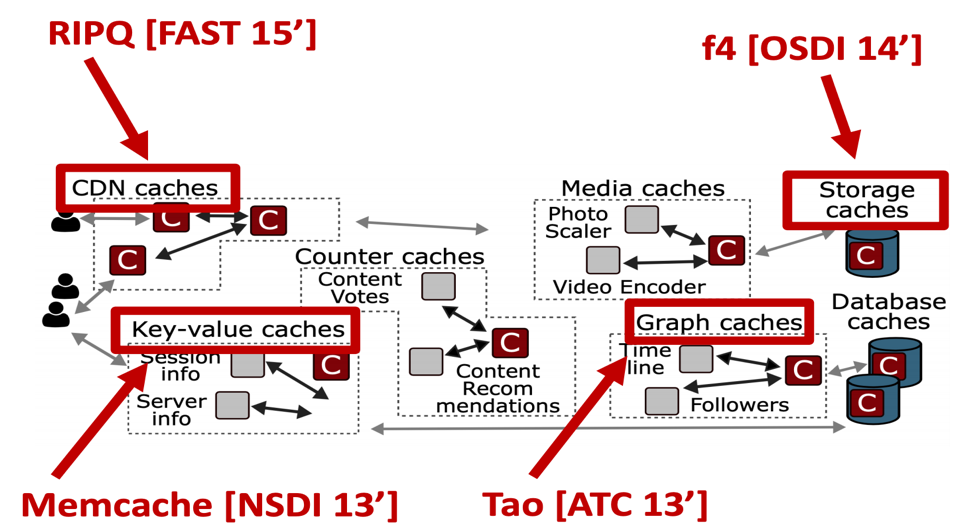 RIPQ [FAST 15’]
f4 [OSDI 14’]
CDN caches
C
C
C
Media caches
Photo
Scaler
C
Video Encoder
Storage
caches
C
Counter caches
Content
Votes
C
Content
Recom
mendations
Key-value caches
Session
info
C
Server
info
Graph caches
Time
line
C
Followers
Database
caches
C
C
Memcache [NSDI 13’]
Tao [ATC 13’]